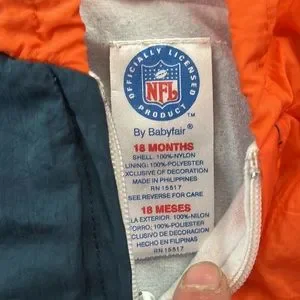 OFFICIALLY LICENSED
NFL
PRODUCT
TM
By Babyfair®
18 MONTHS
SHELL: 100%-NYLON
LINING: 100%-POLYESTER
EXCLUSIVE OF DECORATION
MADE IN PHILIPPINES
RN 15517
SEE REVERSE FOR CARE
18 MESES
LA EXTERIOR: 100%-NILON
FORRO: 100%-POLIESTER
EXCLUSIVO DE DECORACION
HECHO EN FILIPINAS
RN 15517